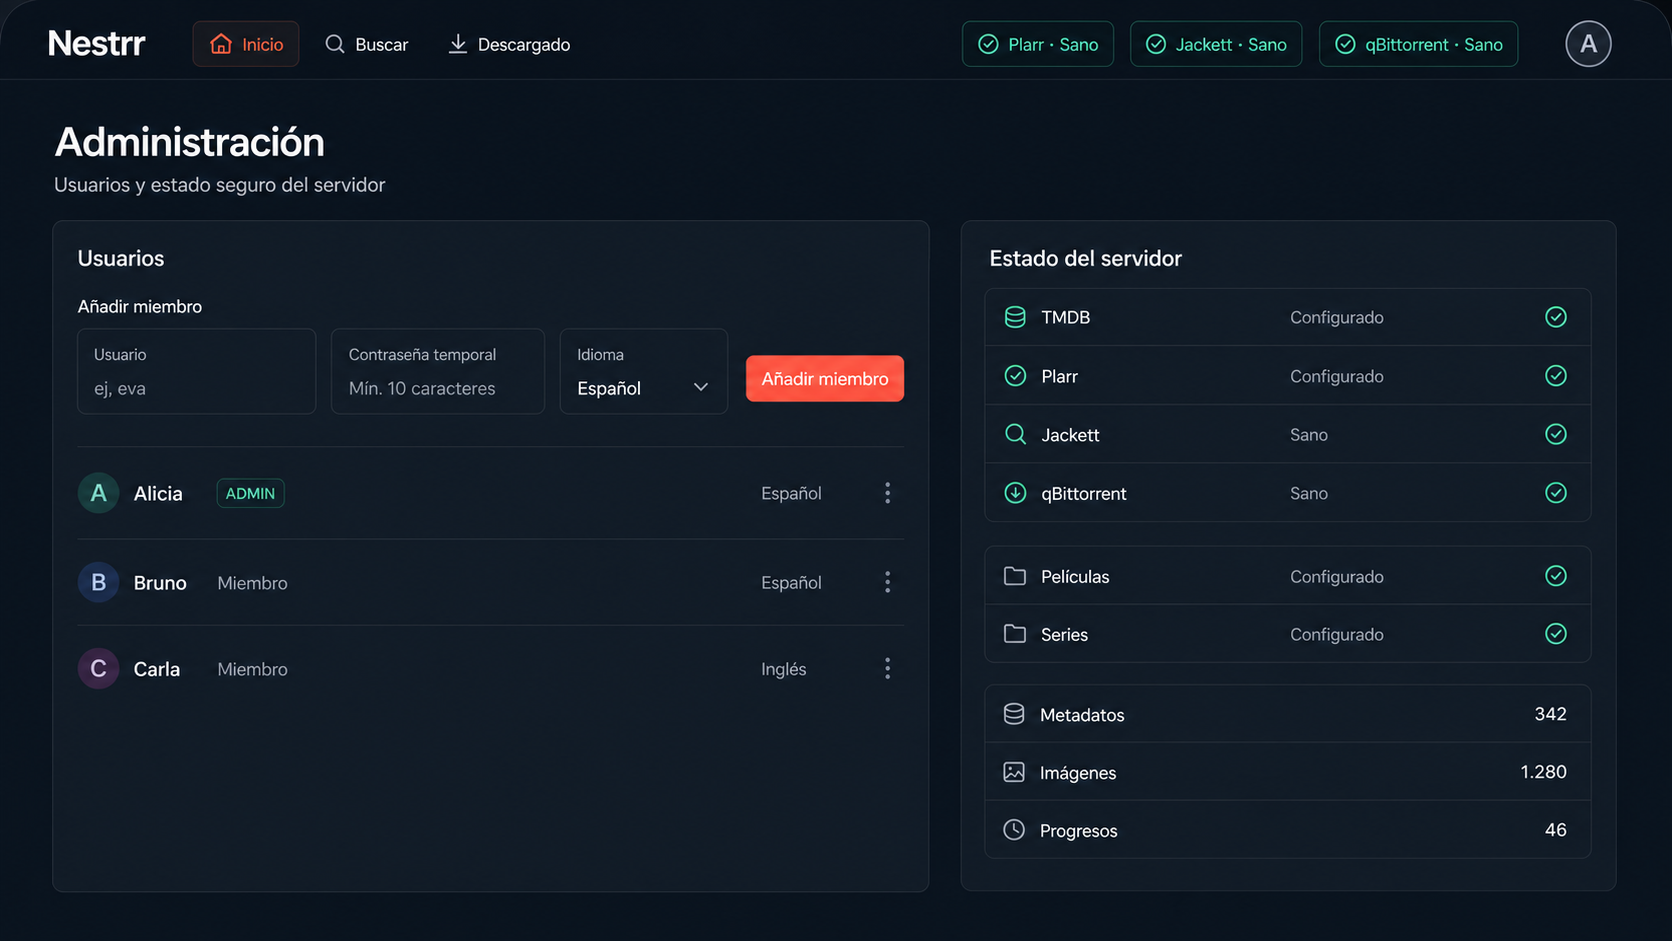 Nestrr
Inicio
Buscar
Descargado
Plarr · Sano
Jackett · Sano
qBittorrent · Sano
A
Administración
Usuarios y estado seguro del servidor
Usuarios
Añadir miembro
Usuario
ej, eva
Contraseña temporal
Mín. 10 caracteres
Idioma
Español
Añadir miembro
A Alicia ADMIN Español
B Bruno Miembro Español
C Carla Miembro Inglés
Estado del servidor
TMDB Configurado
Plarr Configurado
Jackett Sano
qBittorrent Sano
Películas Configurado
Series Configurado
Metadatos 342
Imágenes 1.280
Progresos 46